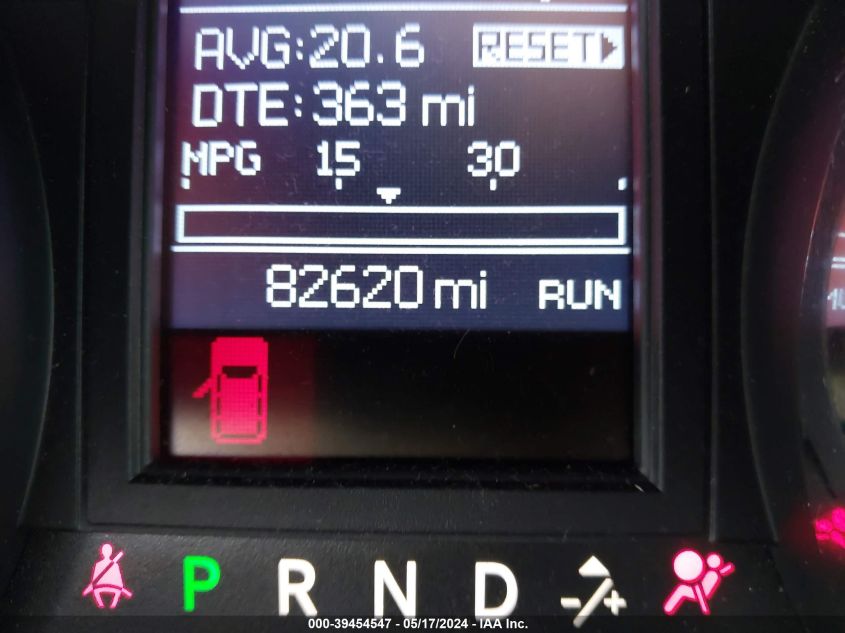 AVG:20.6 RESET
DTE:363 mi
MPG 15 30
82620 mi RUN
P R N D -/+
000-39454547 - 05/17/2024 - IAA Inc.